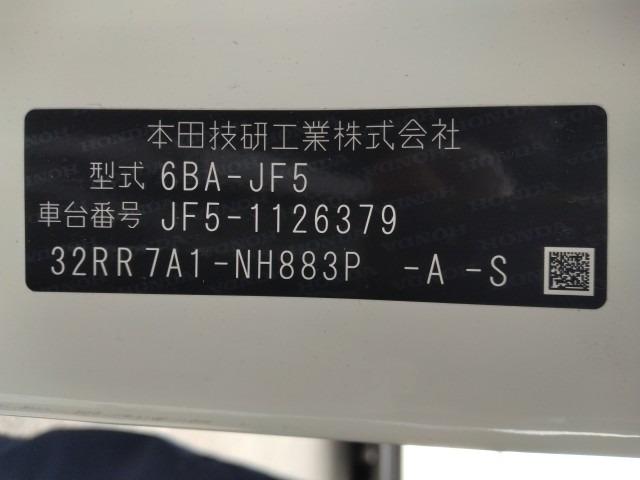 本田技研工業株式会社
型式 6BA-JF5
車台番号 JF5-1126379
32RR7A1-NH883P -A -S